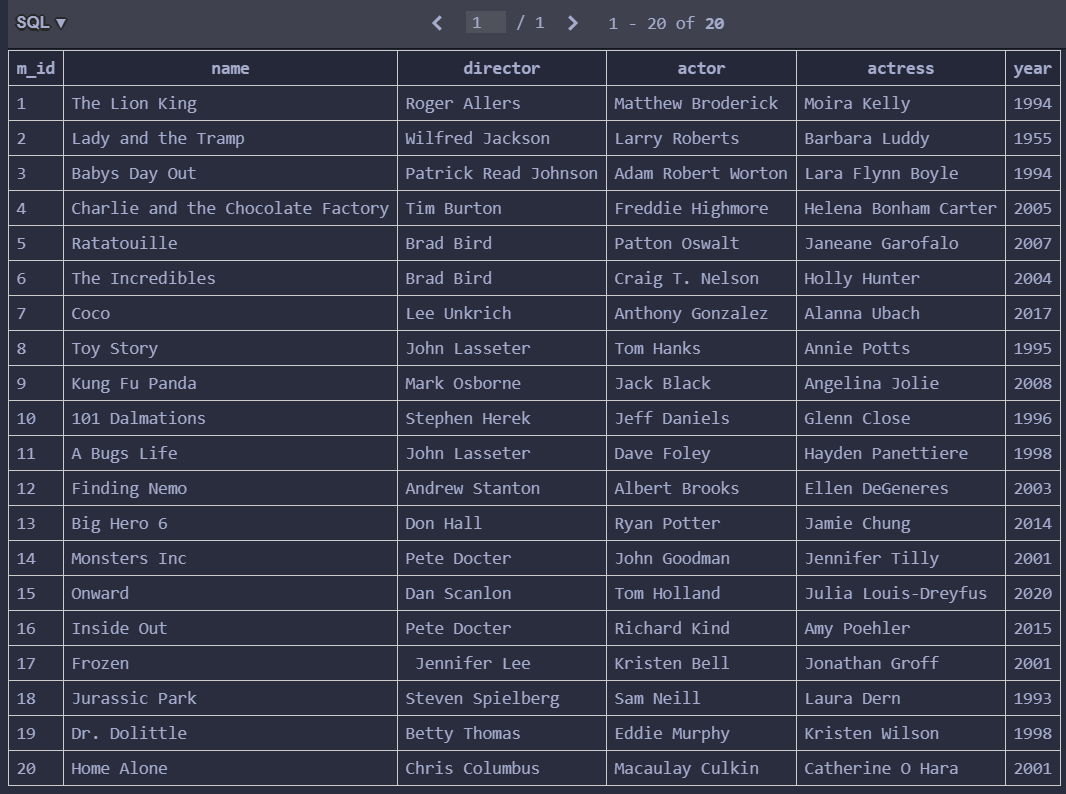 SQL ▼ < 1 / 1 > 1 - 20 of 20
m_id name director actor actress year
1 The Lion King Roger Allers Matthew Broderick Moira Kelly 1994
2 Lady and the Tramp Wilfred Jackson Larry Roberts Barbara Luddy 1955
3 Babys Day Out Patrick Read Johnson Adam Robert Worton Lara Flynn Boyle 1994
4 Charlie and the Chocolate Factory Tim Burton Freddie Highmore Helena Bonham Carter 2005
5 Ratatouille Brad Bird Patton Oswalt Janeane Garofalo 2007
6 The Incredibles Brad Bird Craig T. Nelson Holly Hunter 2004
7 Coco Lee Unkrich Anthony Gonzalez Alanna Ubach 2017
8 Toy Story John Lasseter Tom Hanks Annie Potts 1995
9 Kung Fu Panda Mark Osborne Jack Black Angelina Jolie 2008
10 101 Dalmations Stephen Herek Jeff Daniels Glenn Close 1996
11 A Bugs Life John Lasseter Dave Foley Hayden Panettiere 1998
12 Finding Nemo Andrew Stanton Albert Brooks Ellen DeGeneres 2003
13 Big Hero 6 Don Hall Ryan Potter Jamie Chung 2014
14 Monsters Inc Pete Docter John Goodman Jennifer Tilly 2001
15 Onward Dan Scanlon Tom Holland Julia Louis-Dreyfus 2020
16 Inside Out Pete Docter Richard Kind Amy Poehler 2015
17 Frozen Jennifer Lee Kristen Bell Jonathan Groff 2001
18 Jurassic Park Steven Spielberg Sam Neill Laura Dern 1993
19 Dr. Dolittle Betty Thomas Eddie Murphy Kristen Wilson 1998
20 Home Alone Chris Columbus Macaulay Culkin Catherine O Hara 2001